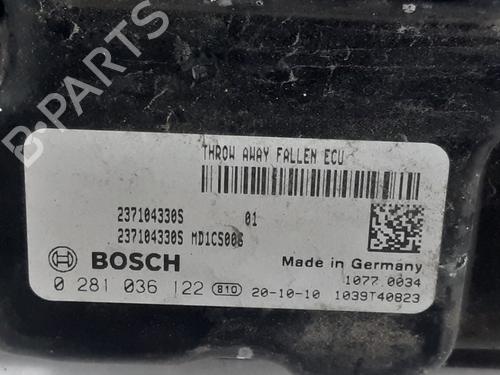 B-PARTS
THROW AWAY FALLEN ECU
237104330S 01
237104330S MD1CS006
BOSCH
Made in Germany
1077 0034
0 281 036 122 810 20-10-10 1039T40823